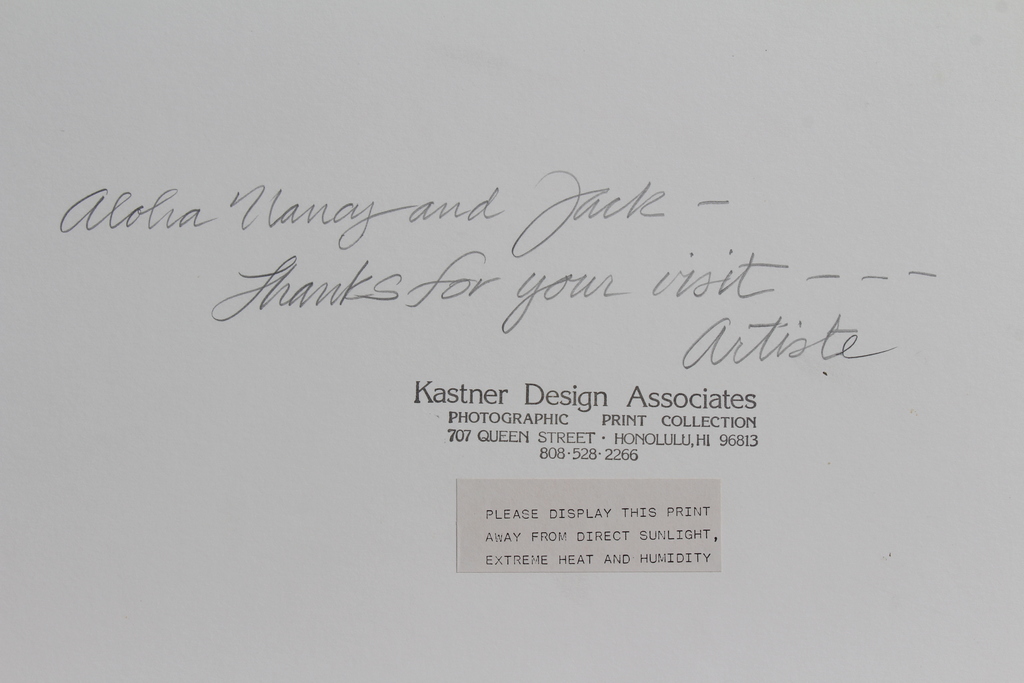 Aloha Nancy and Jack -
Thanks for your visit - - -
Artiste
Kastner Design Associates
PHOTOGRAPHIC PRINT COLLECTION
707 QUEEN STREET · HONOLULU, HI 96813
808·528·2266
PLEASE DISPLAY THIS PRINT
AWAY FROM DIRECT SUNLIGHT,
EXTREME HEAT AND HUMIDITY